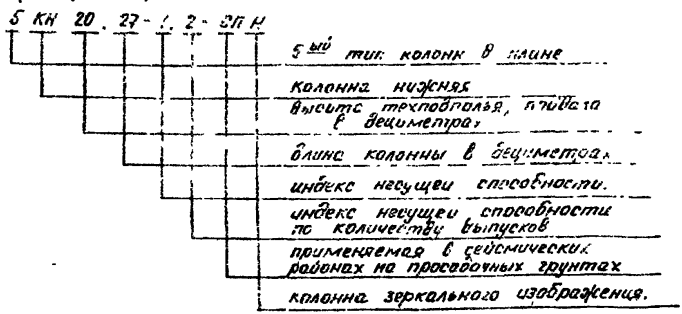 5 КН 20.27-1.2-СП Н
5ый тип колонн в плане
колонна нижняя
высота техподполья, подвала
в дециметрах
длина колонны в дециметрах
индекс несущей способности.
индекс несущей способности
по количеству выпусков
применяемая в сейсмических
районах на просадочных грунтах
колонна зеркального изображения.